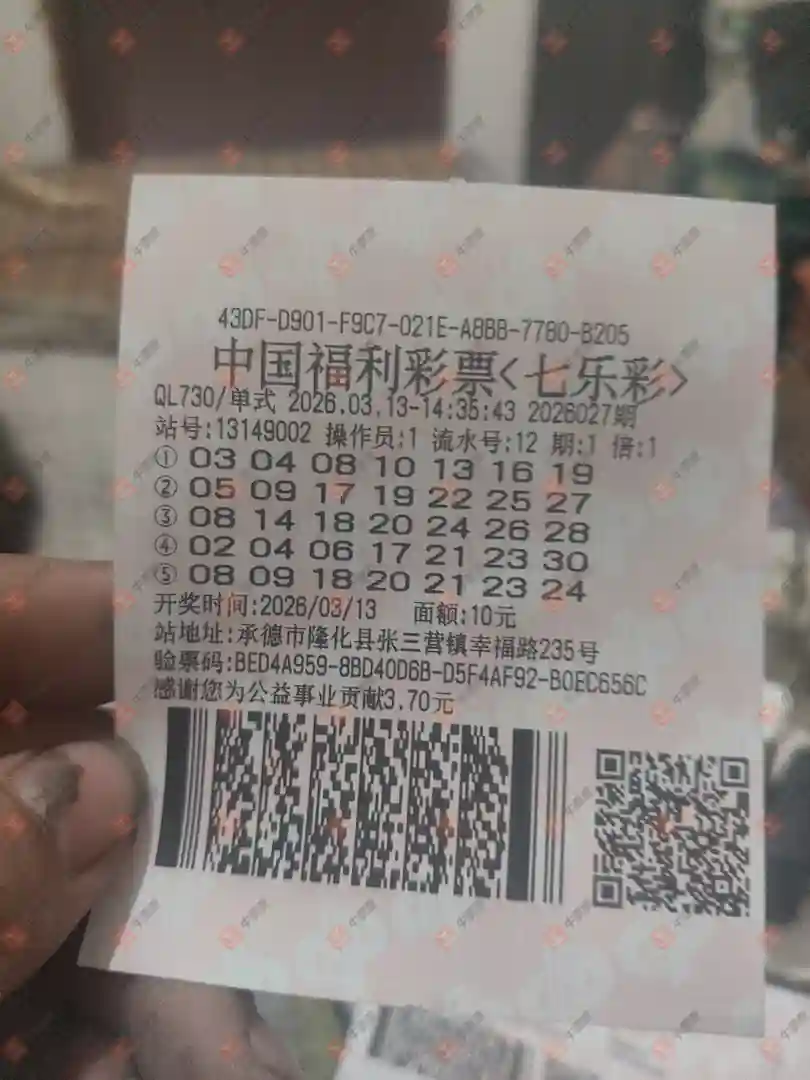 43DF-D901-F9C7-021E-A8BB-7780-B205
中国福利彩票<七乐彩>
QL730/单式 2026.03.13-14:35:43 2026027期
站号:13149002 操作员:1 流水号:12 期:1 倍:1
① 03 04 08 10 13 16 19
② 05 09 17 19 22 25 27
③ 08 14 18 20 24 26 28
④ 02 04 06 17 21 23 30
⑤ 08 09 18 20 21 23 24
开奖时间:2026/03/13 面额:10元
站地址:承德市隆化县张三营镇幸福路235号
验票码:BED4A959-8BD40D6B-D5F4AF92-B0EC656C
感谢您为公益事业贡献3.70元